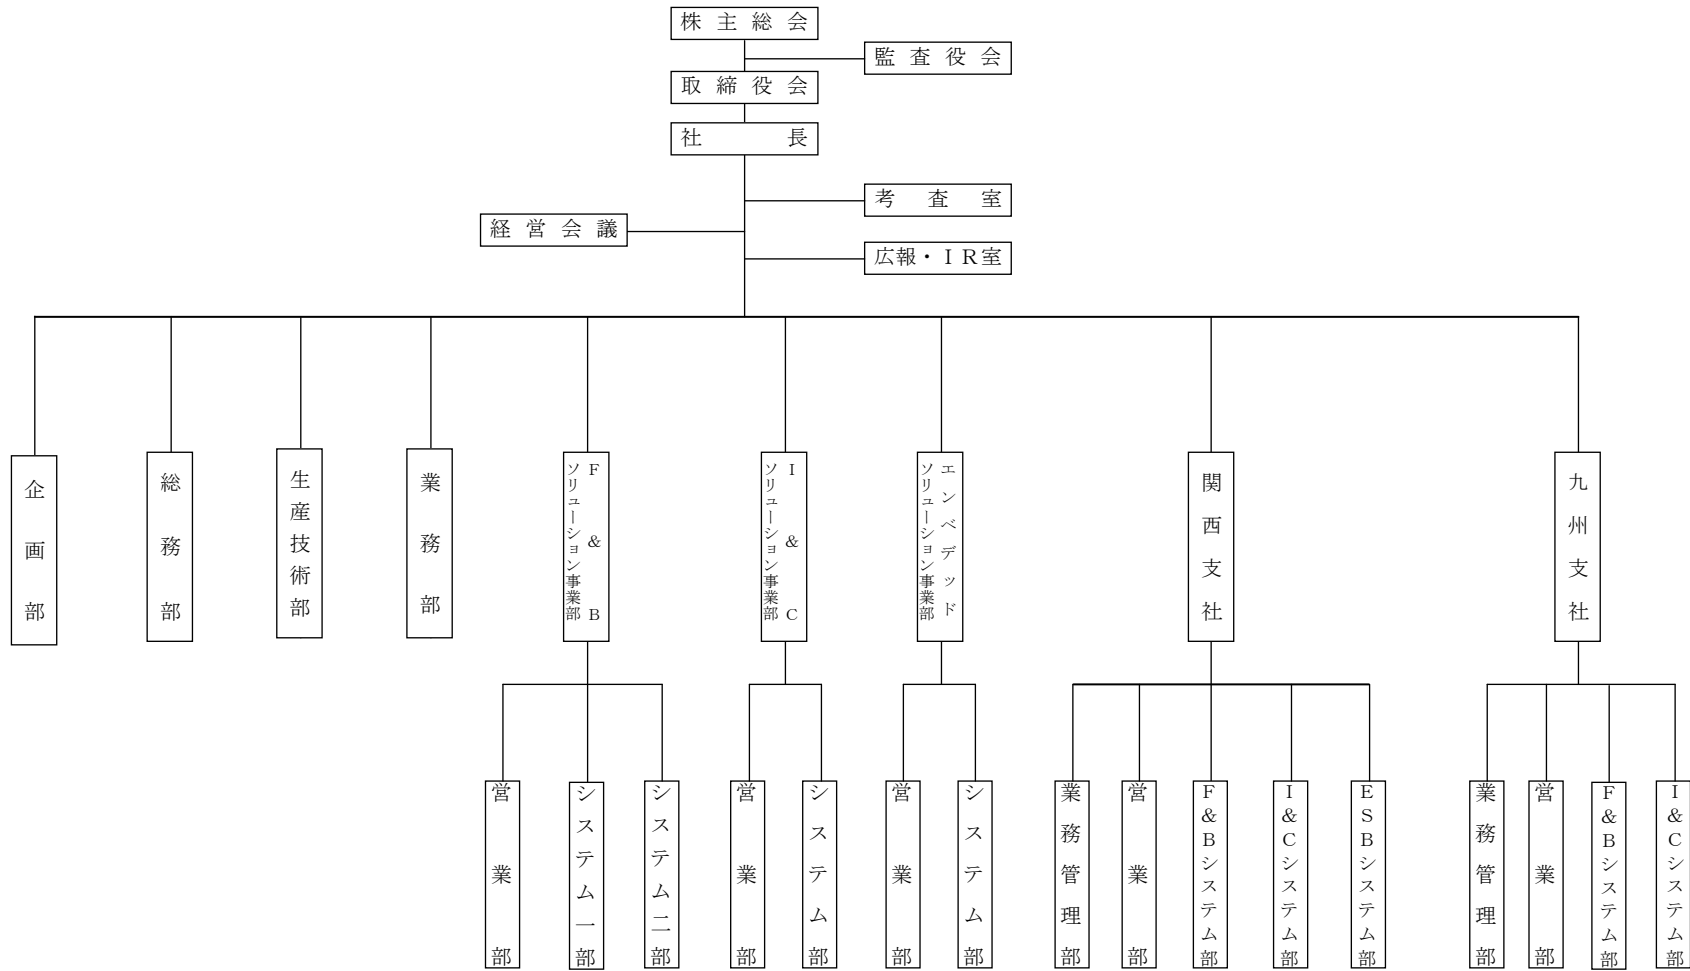 株主総会
監査役会
取締役会
社長
考査室
経営会議
広報・ＩＲ室
企画部
総務部
生産技術部
業務部
Ｆ＆Ｂ
ソリューション事業部
Ｉ＆Ｃ
ソリューション事業部
エンベデッド
ソリューション事業部
関西支社
九州支社
営業部
システム一部
システム二部
営業部
システム部
営業部
システム部
業務管理部
営業部
Ｆ＆Ｂシステム部
Ｉ＆Ｃシステム部
ＥＳＢシステム部
業務管理部
営業部
Ｆ＆Ｂシステム部
Ｉ＆Ｃシステム部